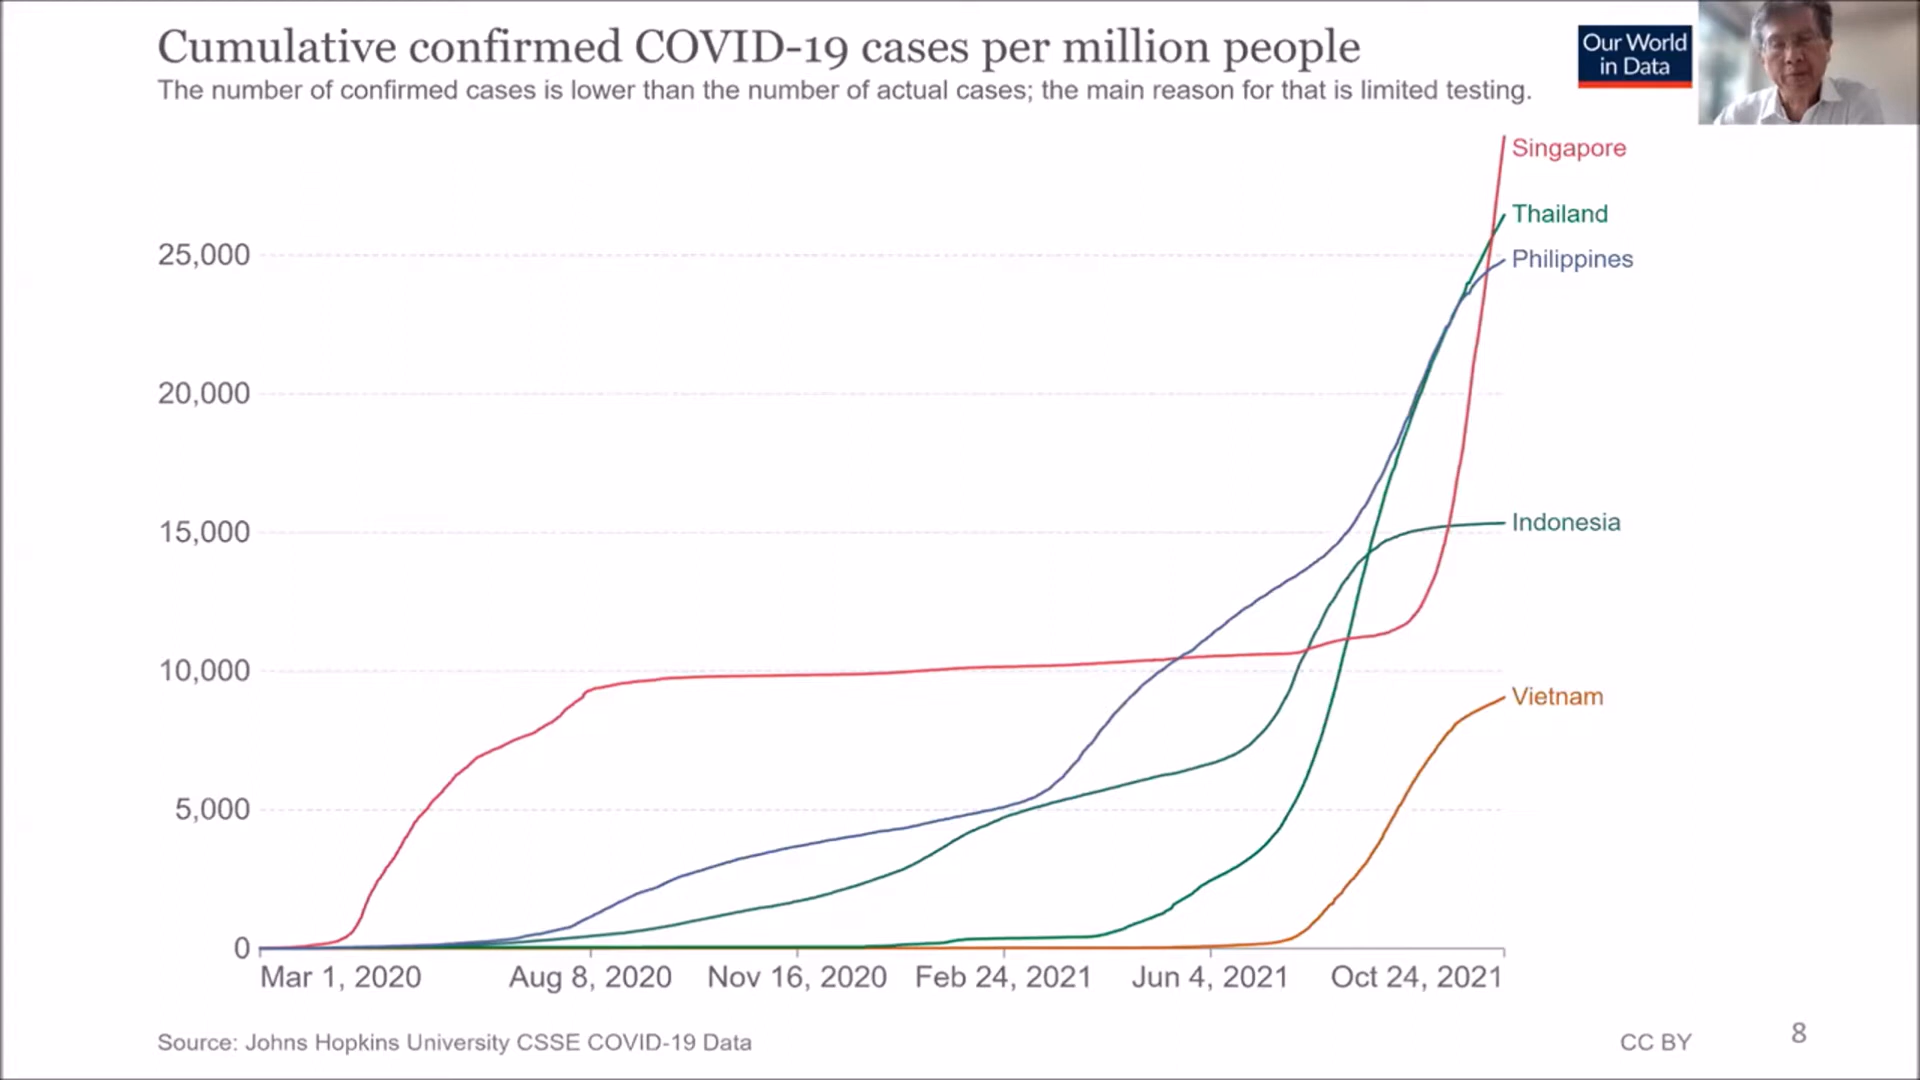 Cumulative confirmed COVID-19 cases per million people
The number of confirmed cases is lower than the number of actual cases; the main reason for that is limited testing.
Our World
in Data
Singapore
Thailand
Philippines
25,000
20,000
15,000
Indonesia
10,000
Vietnam
5,000
0
Mar 1, 2020
Aug 8, 2020
Nov 16, 2020
Feb 24, 2021
Jun 4, 2021
Oct 24, 2021
Source: Johns Hopkins University CSSE COVID-19 Data
CC BY
8